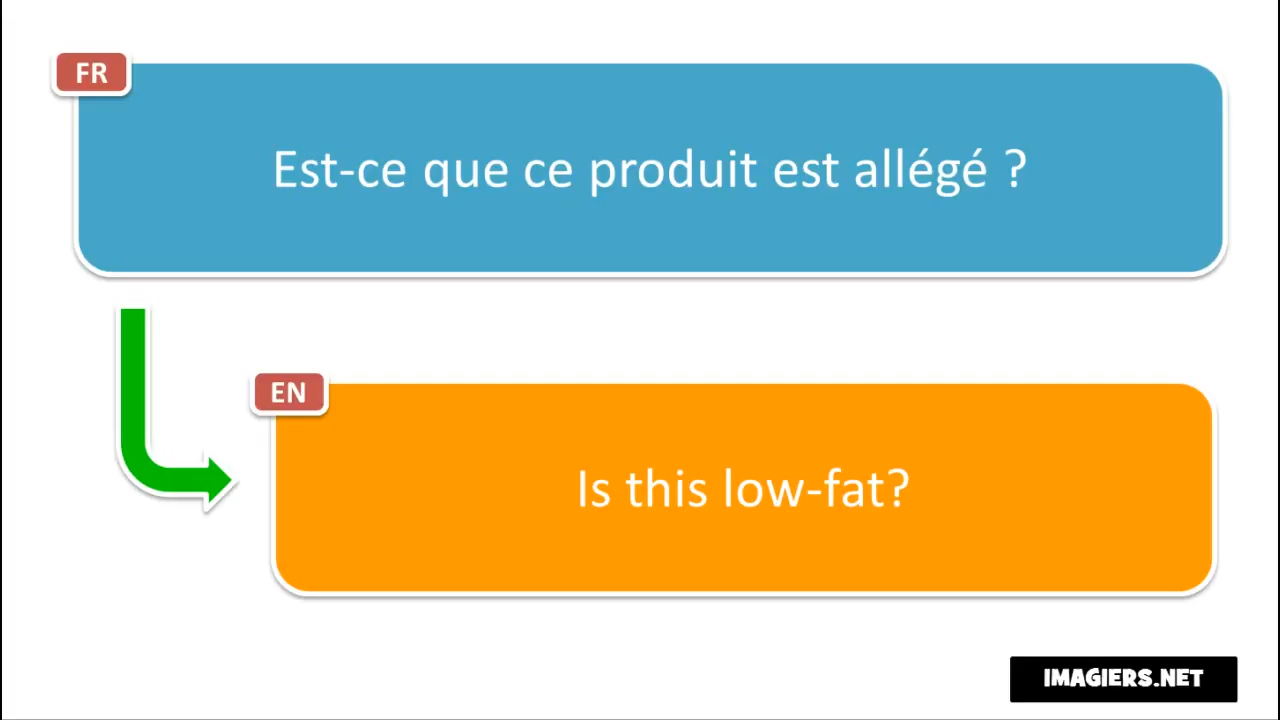 FR
Est-ce que ce produit est allégé ?
EN
Is this low-fat?
IMAGIERS.NET